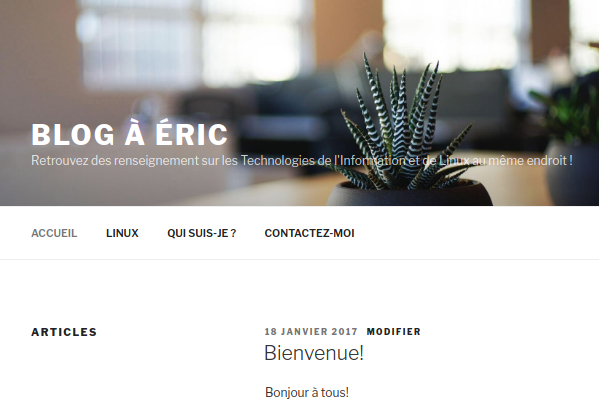 BLOG À ÉRIC
Retrouvez des renseignement sur les Technologies de l'Information et de Linux au même endroit !
ACCUEIL LINUX QUI SUIS-JE ? CONTACTEZ-MOI
ARTICLES
18 JANVIER 2017 MODIFIER
Bienvenue!
Bonjour à tous!